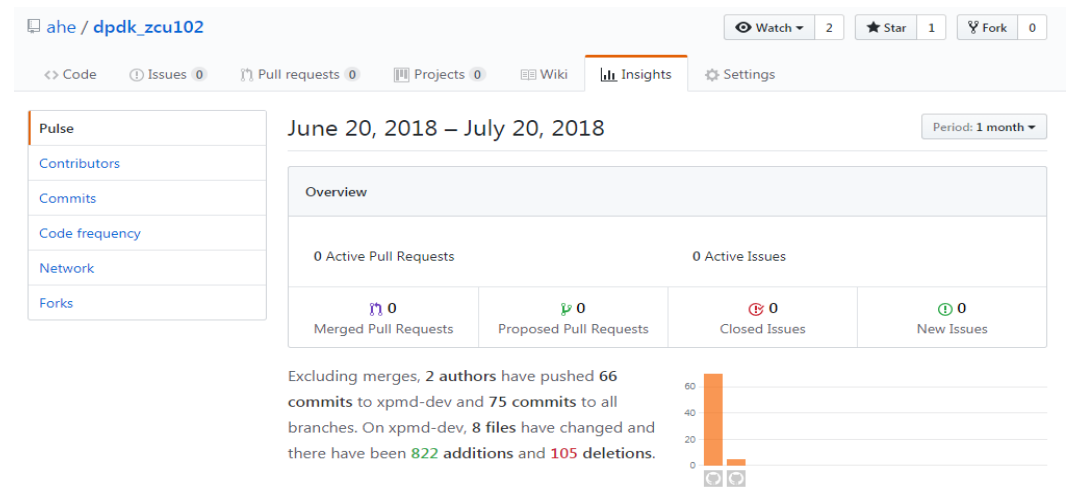 ahe / dpdk_zcu102
Watch 2 Star 1 Fork 0
Code Issues 0 Pull requests 0 Projects 0 Wiki Insights Settings
Pulse
Contributors
Commits
Code frequency
Network
Forks
June 20, 2018 – July 20, 2018
Period: 1 month
Overview
0 Active Pull Requests
0 Active Issues
0
Merged Pull Requests
0
Proposed Pull Requests
0
Closed Issues
0
New Issues
Excluding merges, 2 authors have pushed 66
commits to xpmd-dev and 75 commits to all
branches. On xpmd-dev, 8 files have changed and
there have been 822 additions and 105 deletions.
60
40
20
0